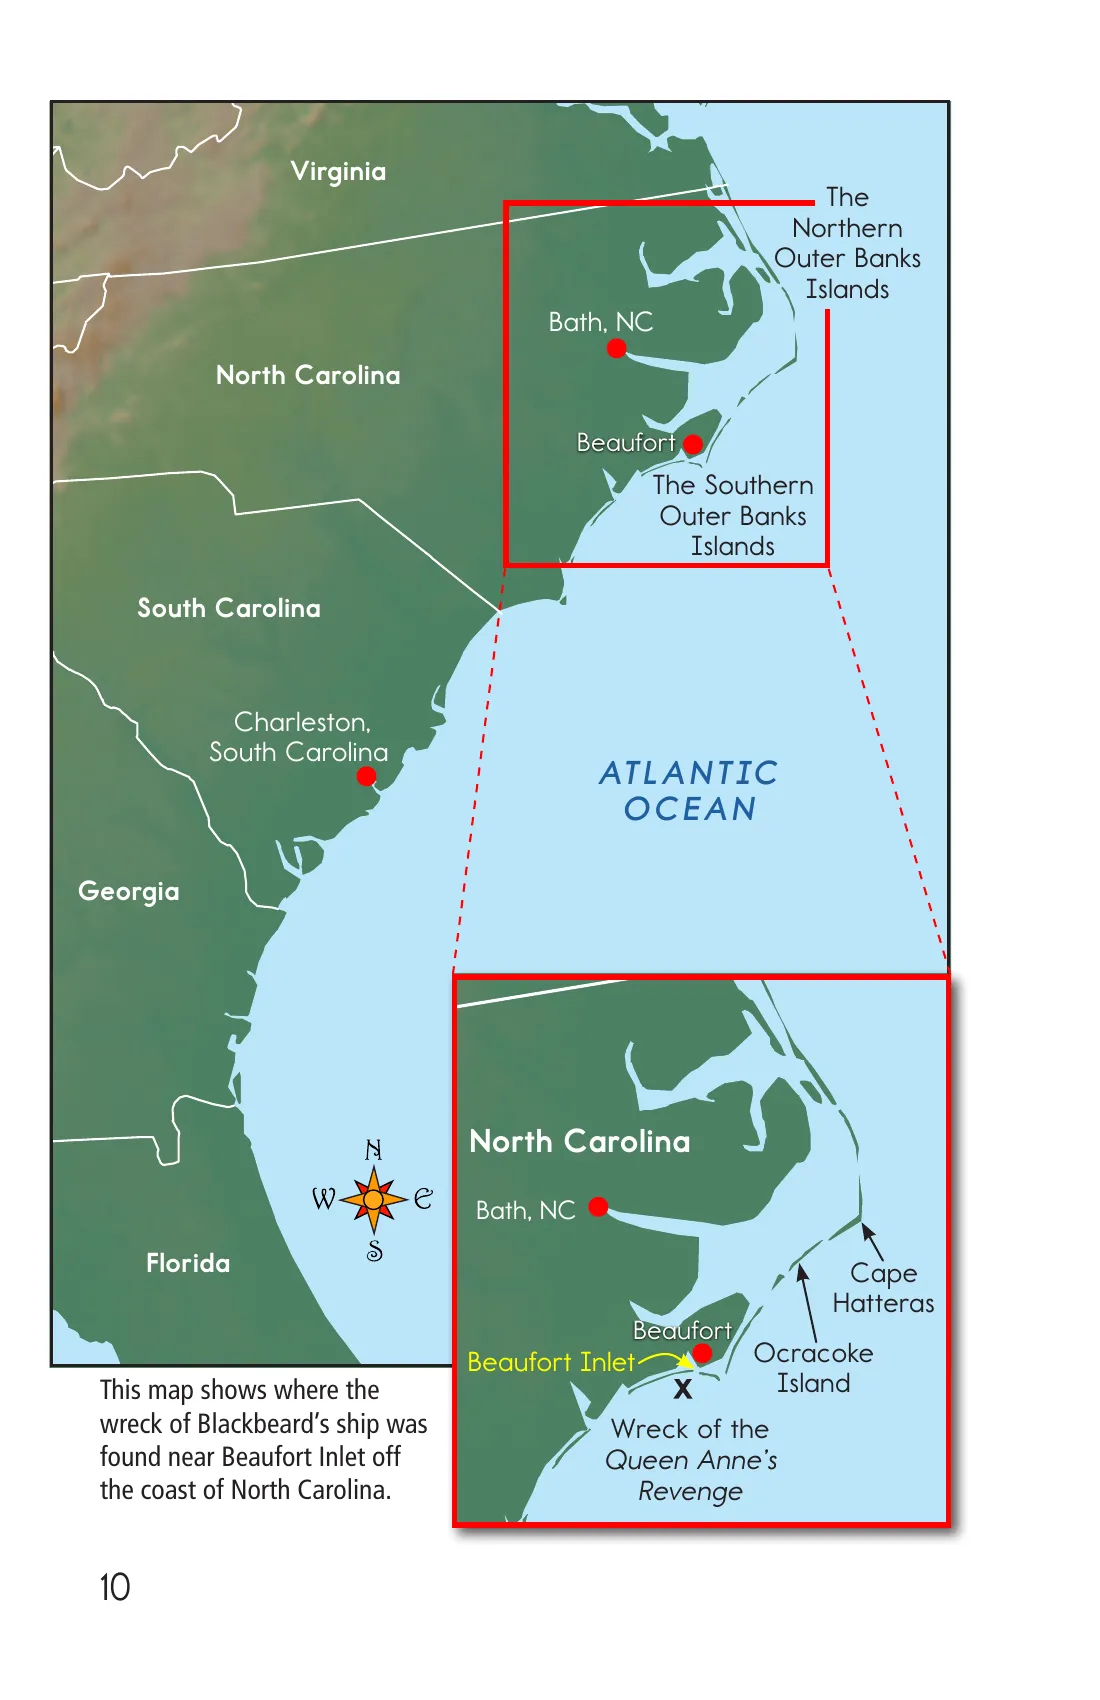 Virginia
The
Northern
Outer Banks
Islands
Bath, NC
North Carolina
Beaufort
The Southern
Outer Banks
Islands
South Carolina
Charleston,
South Carolina
ATLANTIC
OCEAN
Georgia
N
W E
S
Florida
North Carolina
Bath, NC
Cape
Hatteras
Beaufort
Beaufort Inlet
Ocracoke
Island
X
Wreck of the
Queen Anne's
Revenge
This map shows where the
wreck of Blackbeard's ship was
found near Beaufort Inlet off
the coast of North Carolina.
10